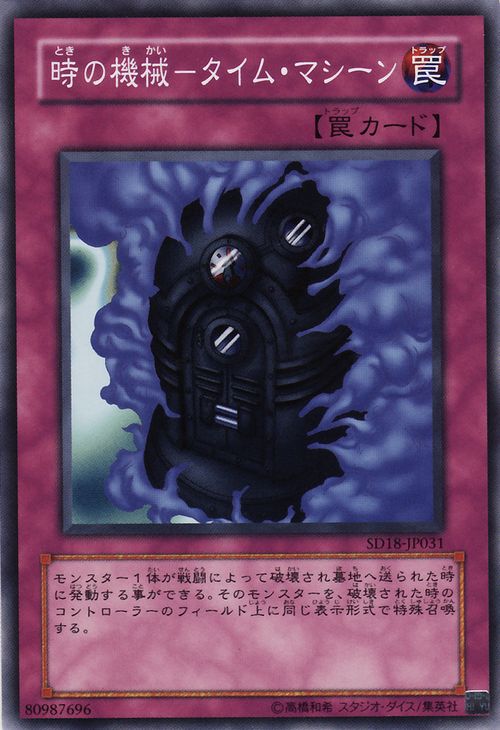 時の機械－タイム・マシーン 罠
【罠カード】
SD18-JP031
モンスター１体が戦闘によって破壊され墓地へ送られた時
に発動する事ができる。そのモンスターを、破壊された時の
コントローラーのフィールド上に同じ表示形式で特殊召喚
する。
80987696
©高橋和希 スタジオ・ダイス/集英社